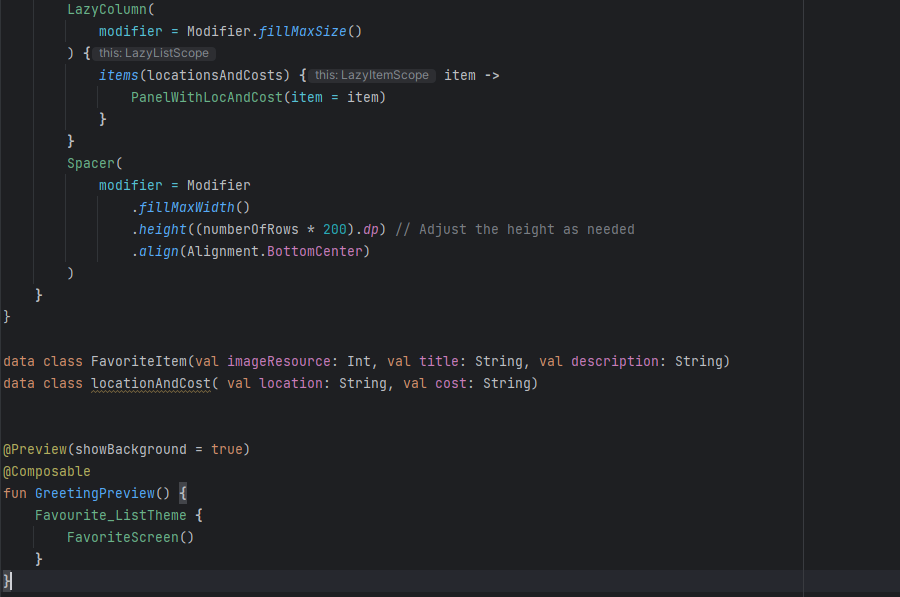 LazyColumn(
modifier = Modifier.fillMaxSize()
) { this: LazyListScope
items(locationsAndCosts) { this: LazyItemScope item ->
PanelWithLocAndCost(item = item)
}
}
Spacer(
modifier = Modifier
.fillMaxWidth()
.height((numberOfRows * 200).dp) // Adjust the height as needed
.align(Alignment.BottomCenter)
)
}
}
data class FavoriteItem(val imageResource: Int, val title: String, val description: String)
data class locationAndCost( val location: String, val cost: String)
@Preview(showBackground = true)
@Composable
fun GreetingPreview() {
Favourite_ListTheme {
FavoriteScreen()
}
}